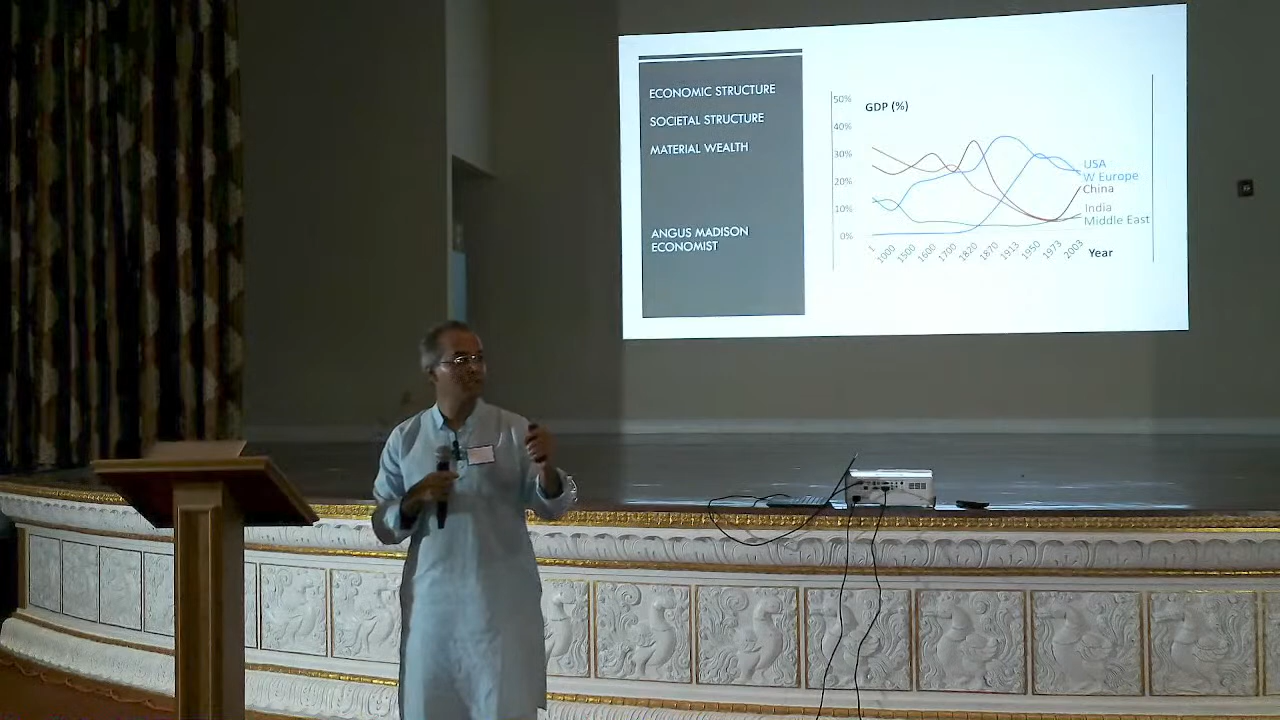 ECONOMIC STRUCTURE
SOCIETAL STRUCTURE
MATERIAL WEALTH
ANGUS MADISON
ECONOMIST
GDP (%)
50%
40%
30%
20%
10%
0%
USA
W Europe
China
India
Middle East
1 1000 1500 1600 1700 1820 1870 1913 1950 1973 2003
Year